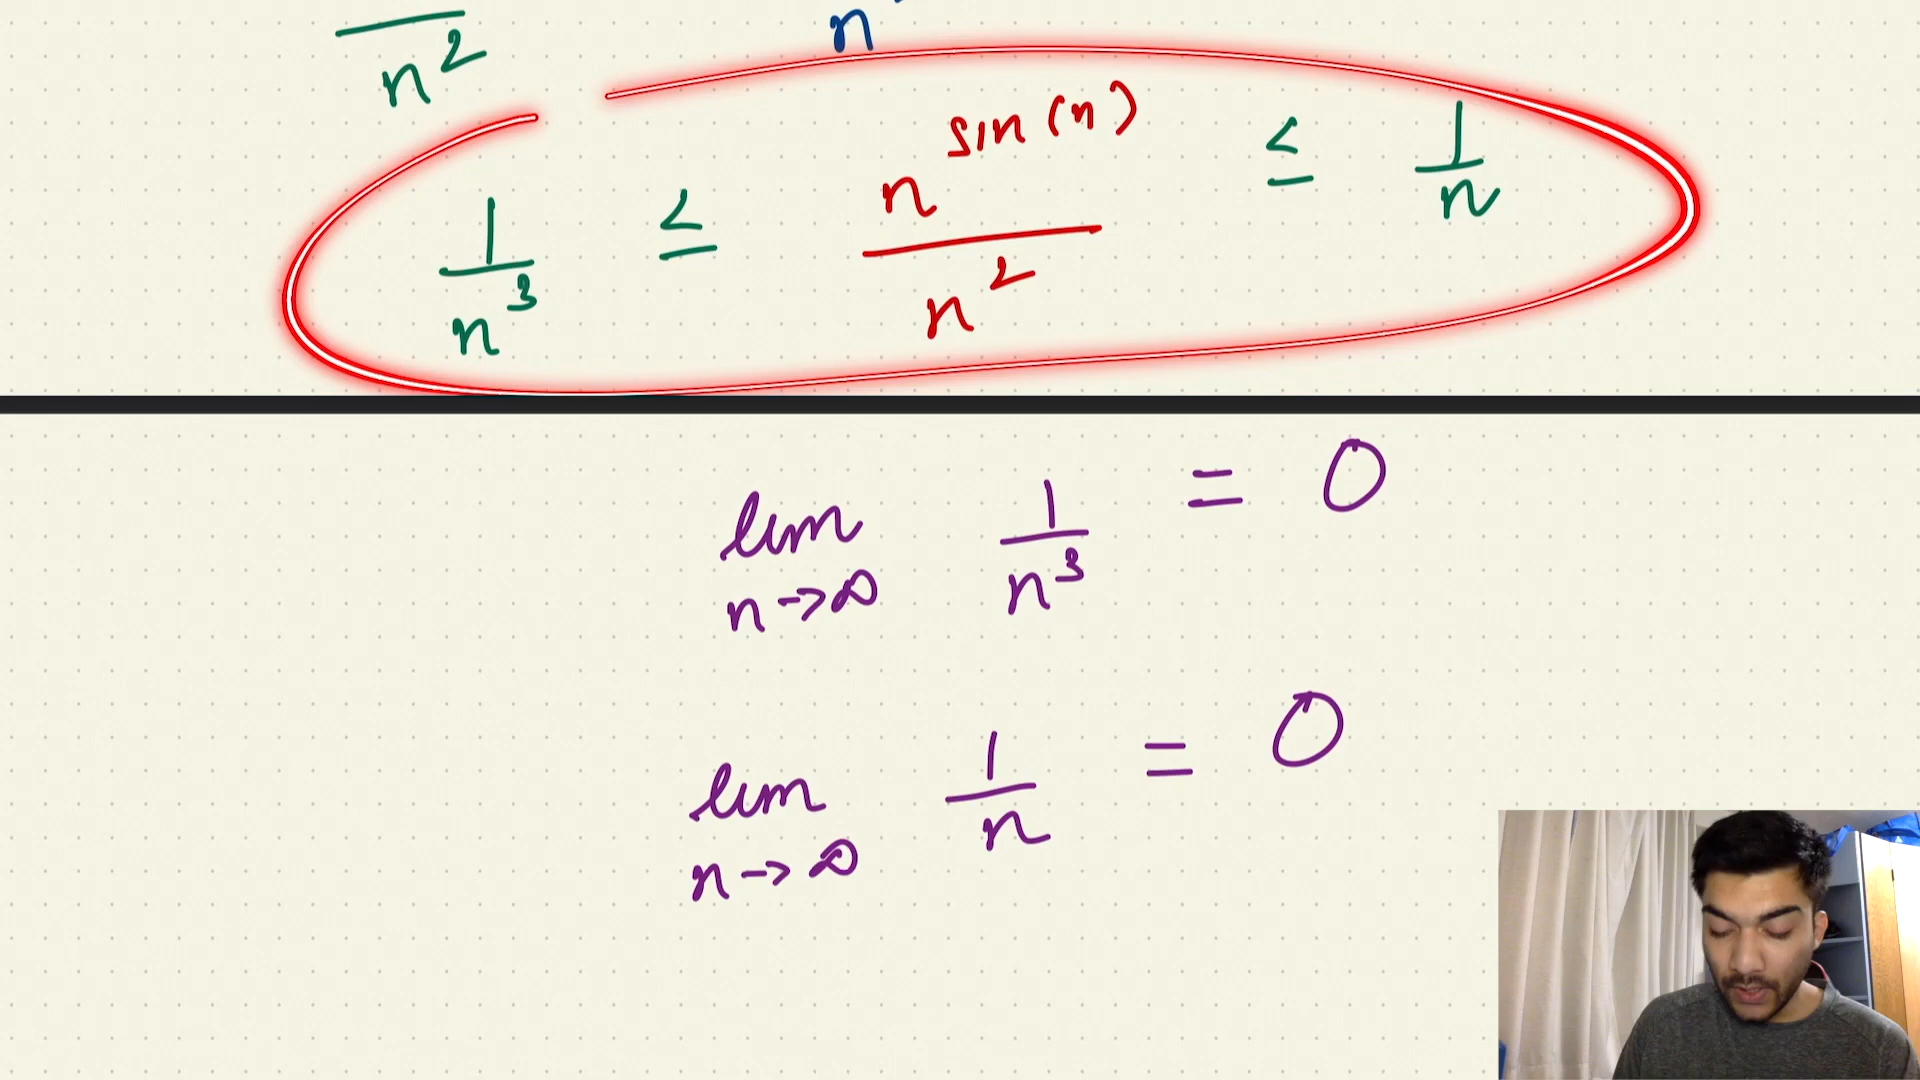 n²
n
1/n³ ≤ n^sin(n)/n² ≤ 1/n
lim n→∞ 1/n³ = 0
lim n→∞ 1/n = 0